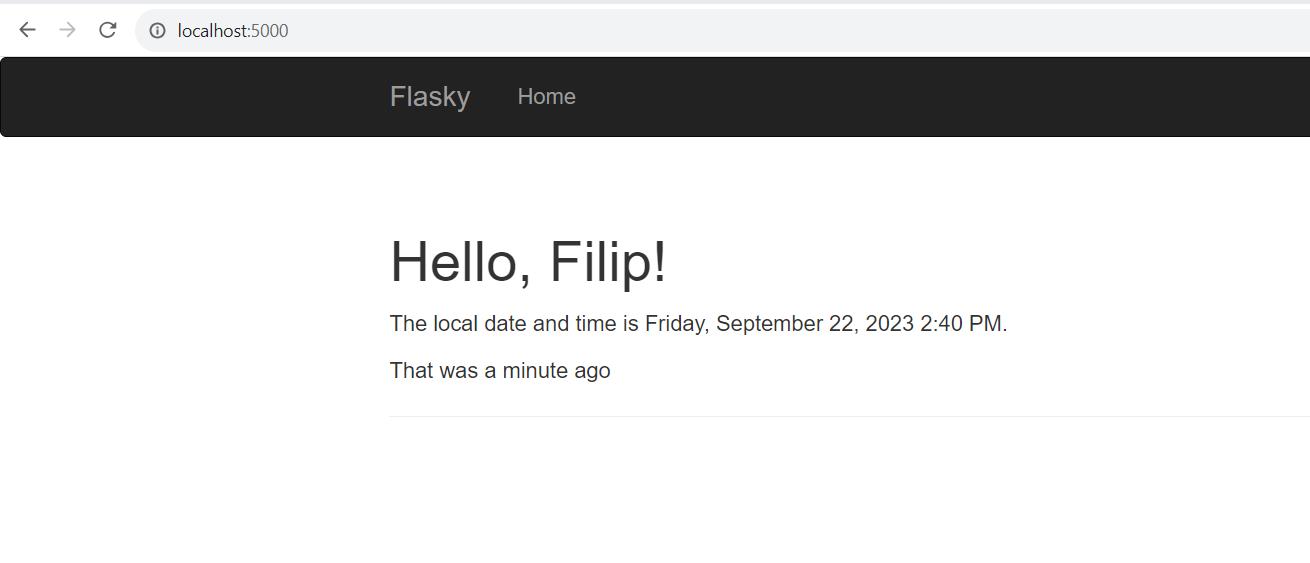 localhost:5000
Flasky Home
Hello, Filip!
The local date and time is Friday, September 22, 2023 2:40 PM.
That was a minute ago